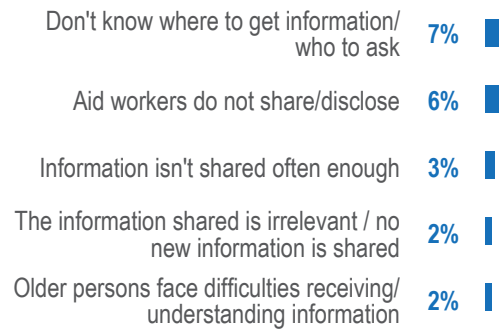 Don't know where to get information/
who to ask
7%
Aid workers do not share/disclose
6%
Information isn't shared often enough
3%
The information shared is irrelevant / no
new information is shared
2%
Older persons face difficulties receiving/
understanding information
2%